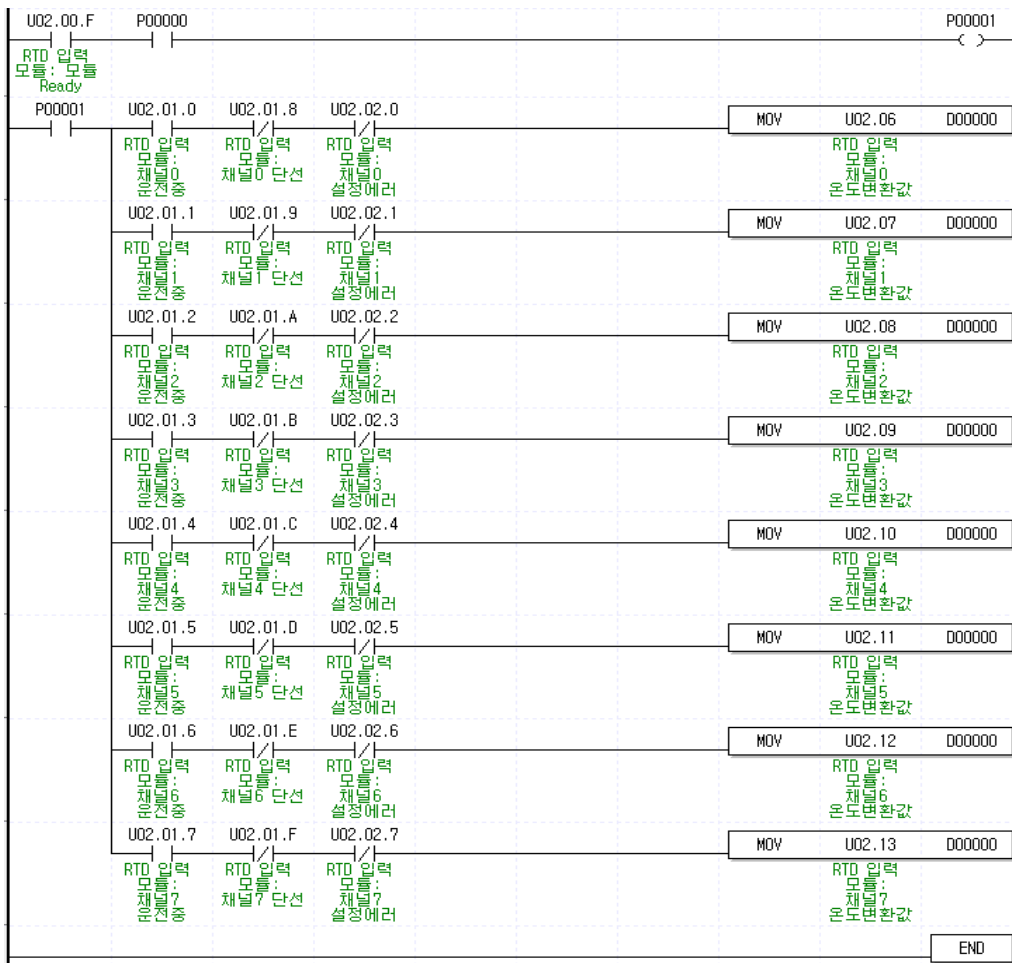 U02.00.F P00000 P00001
RTD 입력
모듈: 모듈
Ready
P00001 U02.01.0 U02.01.8 U02.02.0 MOV U02.06 D00000
RTD 입력 RTD 입력 RTD 입력 RTD 입력
모듈: 모듈: 모듈: 모듈:
채널0 채널0 단선 채널0 채널0
운전중 설정에러 온도변환값
U02.01.1 U02.01.9 U02.02.1 MOV U02.07 D00000
RTD 입력 RTD 입력 RTD 입력 RTD 입력
모듈: 모듈: 모듈: 모듈:
채널1 채널1 단선 채널1 채널1
운전중 설정에러 온도변환값
U02.01.2 U02.01.A U02.02.2 MOV U02.08 D00000
RTD 입력 RTD 입력 RTD 입력 RTD 입력
모듈: 모듈: 모듈: 모듈:
채널2 채널2 단선 채널2 채널2
운전중 설정에러 온도변환값
U02.01.3 U02.01.B U02.02.3 MOV U02.09 D00000
RTD 입력 RTD 입력 RTD 입력 RTD 입력
모듈: 모듈: 모듈: 모듈:
채널3 채널3 단선 채널3 채널3
운전중 설정에러 온도변환값
U02.01.4 U02.01.C U02.02.4 MOV U02.10 D00000
RTD 입력 RTD 입력 RTD 입력 RTD 입력
모듈: 모듈: 모듈: 모듈:
채널4 채널4 단선 채널4 채널4
운전중 설정에러 온도변환값
U02.01.5 U02.01.D U02.02.5 MOV U02.11 D00000
RTD 입력 RTD 입력 RTD 입력 RTD 입력
모듈: 모듈: 모듈: 모듈:
채널5 채널5 단선 채널5 채널5
운전중 설정에러 온도변환값
U02.01.6 U02.01.E U02.02.6 MOV U02.12 D00000
RTD 입력 RTD 입력 RTD 입력 RTD 입력
모듈: 모듈: 모듈: 모듈:
채널6 채널6 단선 채널6 채널6
운전중 설정에러 온도변환값
U02.01.7 U02.01.F U02.02.7 MOV U02.13 D00000
RTD 입력 RTD 입력 RTD 입력 RTD 입력
모듈: 모듈: 모듈: 모듈:
채널7 채널7 단선 채널7 채널7
운전중 설정에러 온도변환값
END